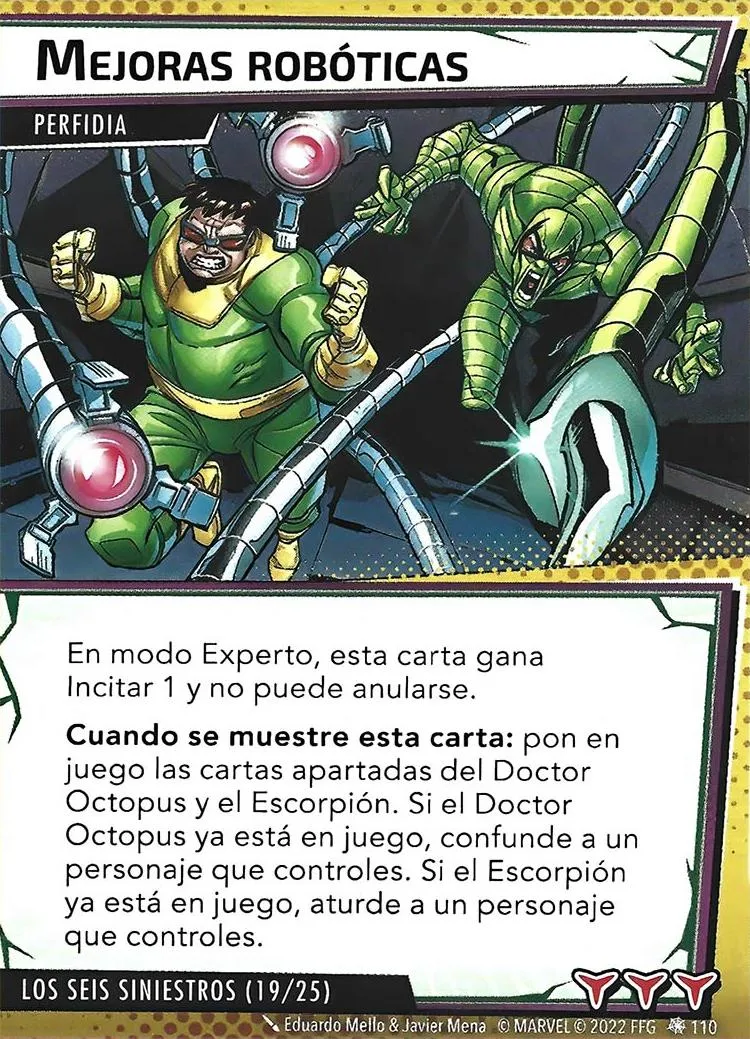 MEJORAS ROBÓTICAS
PERFIDIA
En modo Experto, esta carta gana
Incitar 1 y no puede anularse.
Cuando se muestre esta carta: pon en
juego las cartas apartadas del Doctor
Octopus y el Escorpión. Si el Doctor
Octopus ya está en juego, confunde a un
personaje que controles. Si el Escorpión
ya está en juego, aturde a un personaje
que controles.
LOS SEIS SINIESTROS (19/25)
Eduardo Mello & Javier Mena © MARVEL © 2022 FFG 110